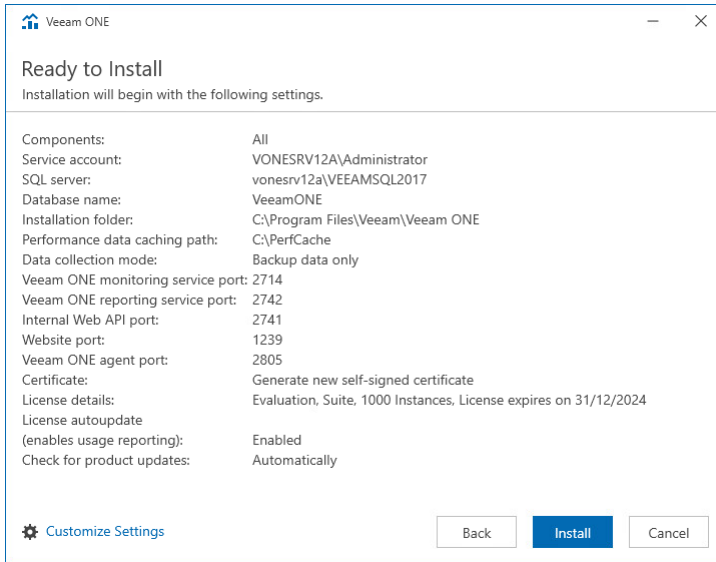 Veeam ONE
Ready to Install
Installation will begin with the following settings.
Components: All
Service account: VONESRV12A\Administrator
SQL server: vonesrv12a\VEEAMSQL2017
Database name: VeeamONE
Installation folder: C:\Program Files\Veeam\Veeam ONE
Performance data caching path: C:\PerfCache
Data collection mode: Backup data only
Veeam ONE monitoring service port: 2714
Veeam ONE reporting service port: 2742
Internal Web API port: 2741
Website port: 1239
Veeam ONE agent port: 2805
Certificate: Generate new self-signed certificate
License details: Evaluation, Suite, 1000 Instances, License expires on 31/12/2024
License autoupdate
(enables usage reporting): Enabled
Check for product updates: Automatically
Customize Settings Back Install Cancel